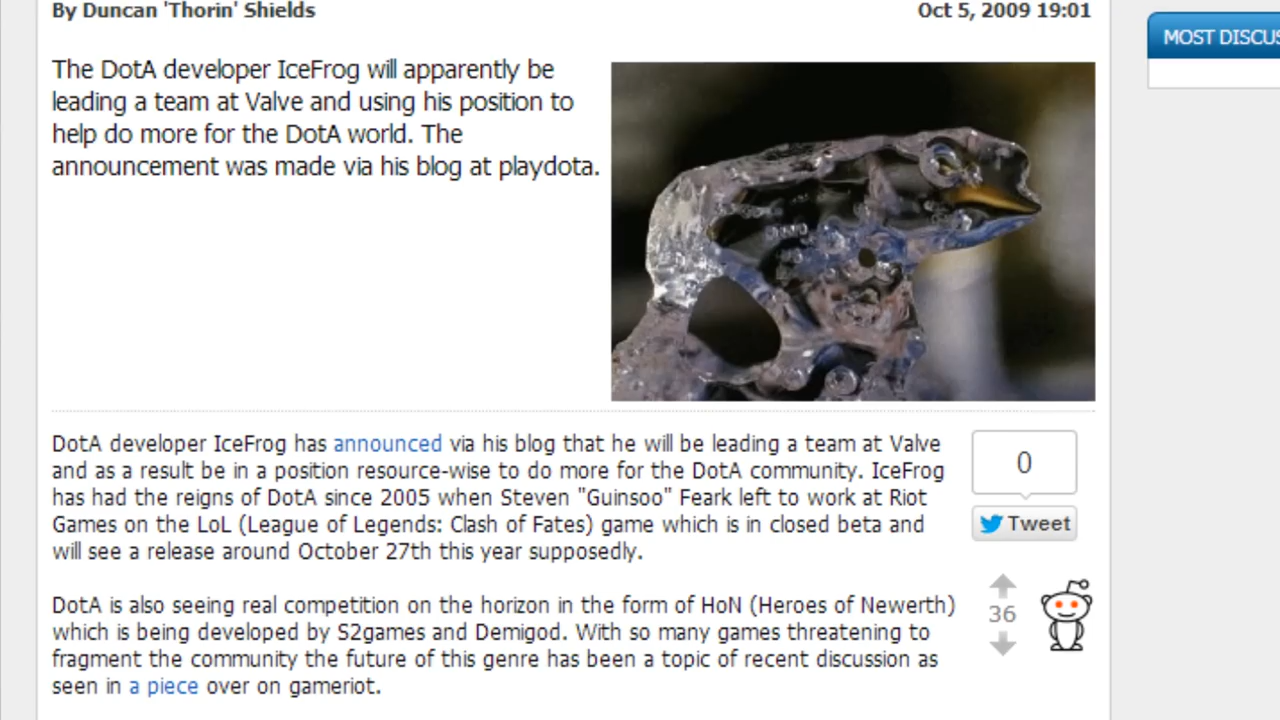 By Duncan 'Thorin' Shields
Oct 5, 2009 19:01
MOST DISCUS
The DotA developer IceFrog will apparently be
leading a team at Valve and using his position to
help do more for the DotA world. The
announcement was made via his blog at playdota.
DotA developer IceFrog has announced via his blog that he will be leading a team at Valve
and as a result be in a position resource-wise to do more for the DotA community. IceFrog
has had the reigns of DotA since 2005 when Steven "Guinsoo" Feark left to work at Riot
Games on the LoL (League of Legends: Clash of Fates) game which is in closed beta and
will see a release around October 27th this year supposedly.
0
Tweet
DotA is also seeing real competition on the horizon in the form of HoN (Heroes of Newerth)
which is being developed by S2games and Demigod. With so many games threatening to
fragment the community the future of this genre has been a topic of recent discussion as
seen in a piece over on gameriot.
36